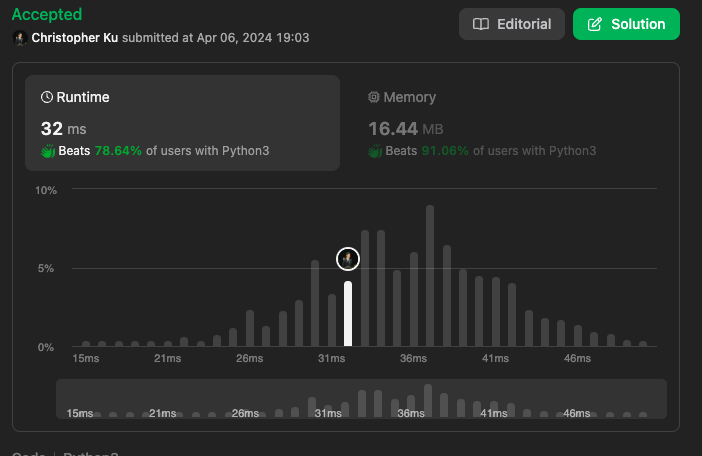 Accepted
Editorial
Solution
Christopher Ku submitted at Apr 06, 2024 19:03
Runtime
Memory
32 ms
16.44 MB
Beats 78.64% of users with Python3
Beats 91.06% of users with Python3
10%
5%
0%
15ms 21ms 26ms 31ms 36ms 41ms 46ms
15ms 21ms 26ms 31ms 36ms 41ms 46ms
Code | Python3